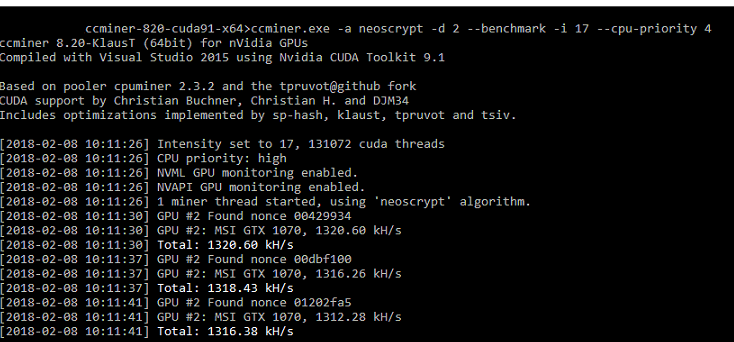 ccminer-820-cuda91-x64>ccminer.exe -a neoscrypt -d 2 --benchmark -i 17 --cpu-priority 4
ccminer 8.20-KlausT (64bit) for nVidia GPUs
Compiled with Visual Studio 2015 using Nvidia CUDA Toolkit 9.1
Based on pooler cpuminer 2.3.2 and the tpruvot@github fork
CUDA support by Christian Buchner, Christian H. and DJM34
Includes optimizations implemented by sp-hash, klaust, tpruvot and tsiv.
[2018-02-08 10:11:26] Intensity set to 17, 131072 cuda threads
[2018-02-08 10:11:26] CPU priority: high
[2018-02-08 10:11:26] NVML GPU monitoring enabled.
[2018-02-08 10:11:26] NVAPI GPU monitoring enabled.
[2018-02-08 10:11:26] 1 miner thread started, using 'neoscrypt' algorithm.
[2018-02-08 10:11:30] GPU #2 Found nonce 00429934
[2018-02-08 10:11:30] GPU #2: MSI GTX 1070, 1320.60 kH/s
[2018-02-08 10:11:30] Total: 1320.60 kH/s
[2018-02-08 10:11:37] GPU #2 Found nonce 00dbf100
[2018-02-08 10:11:37] GPU #2: MSI GTX 1070, 1316.26 kH/s
[2018-02-08 10:11:37] Total: 1318.43 kH/s
[2018-02-08 10:11:41] GPU #2 Found nonce 01202fa5
[2018-02-08 10:11:41] GPU #2: MSI GTX 1070, 1312.28 kH/s
[2018-02-08 10:11:41] Total: 1316.38 kH/s